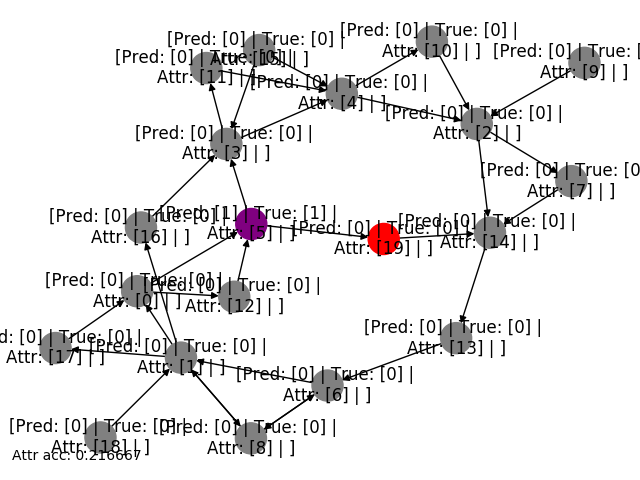 [Pred: [0] | True: [0] |
Attr: [10] | ]
[Pred: [0] | True: [0] |
Attr: [15] | ]
[Pred: [0] | True: [0] |
Attr: [9] | ]
[Pred: [0] | True: [0] |
Attr: [11] | ]
[Pred: [0] | True: [0] |
Attr: [4] | ]
[Pred: [0] | True: [0] |
Attr: [2] | ]
[Pred: [0] | True: [0] |
Attr: [3] | ]
[Pred: [0] | True: [0
Attr: [7] | ]
[Pred: [0] | True: [0] |
Attr: [16] | ]
[Pred: [1] | True: [1] |
Attr: [5] | ]
[Pred: [0] | True: [0] |
Attr: [19] | ]
[Pred: [0] | True: [0] |
Attr: [14] | ]
[Pred: [0] | True: [0] |
Attr: [0] | ]
[Pred: [0] | True: [0] |
Attr: [12] | ]
[Pred: [0] | True: [0] |
Attr: [13] | ]
d: [0] | True: [0] |
Attr: [17] | ]
[Pred: [0] | True: [0] |
Attr: [1] | ]
[Pred: [0] | True: [0] |
Attr: [6] | ]
[Pred: [0] | True: [0] |
Attr: [18] | ]
[Pred: [0] | True: [0] |
Attr: [8] | ]
Attr acc: 0.216667